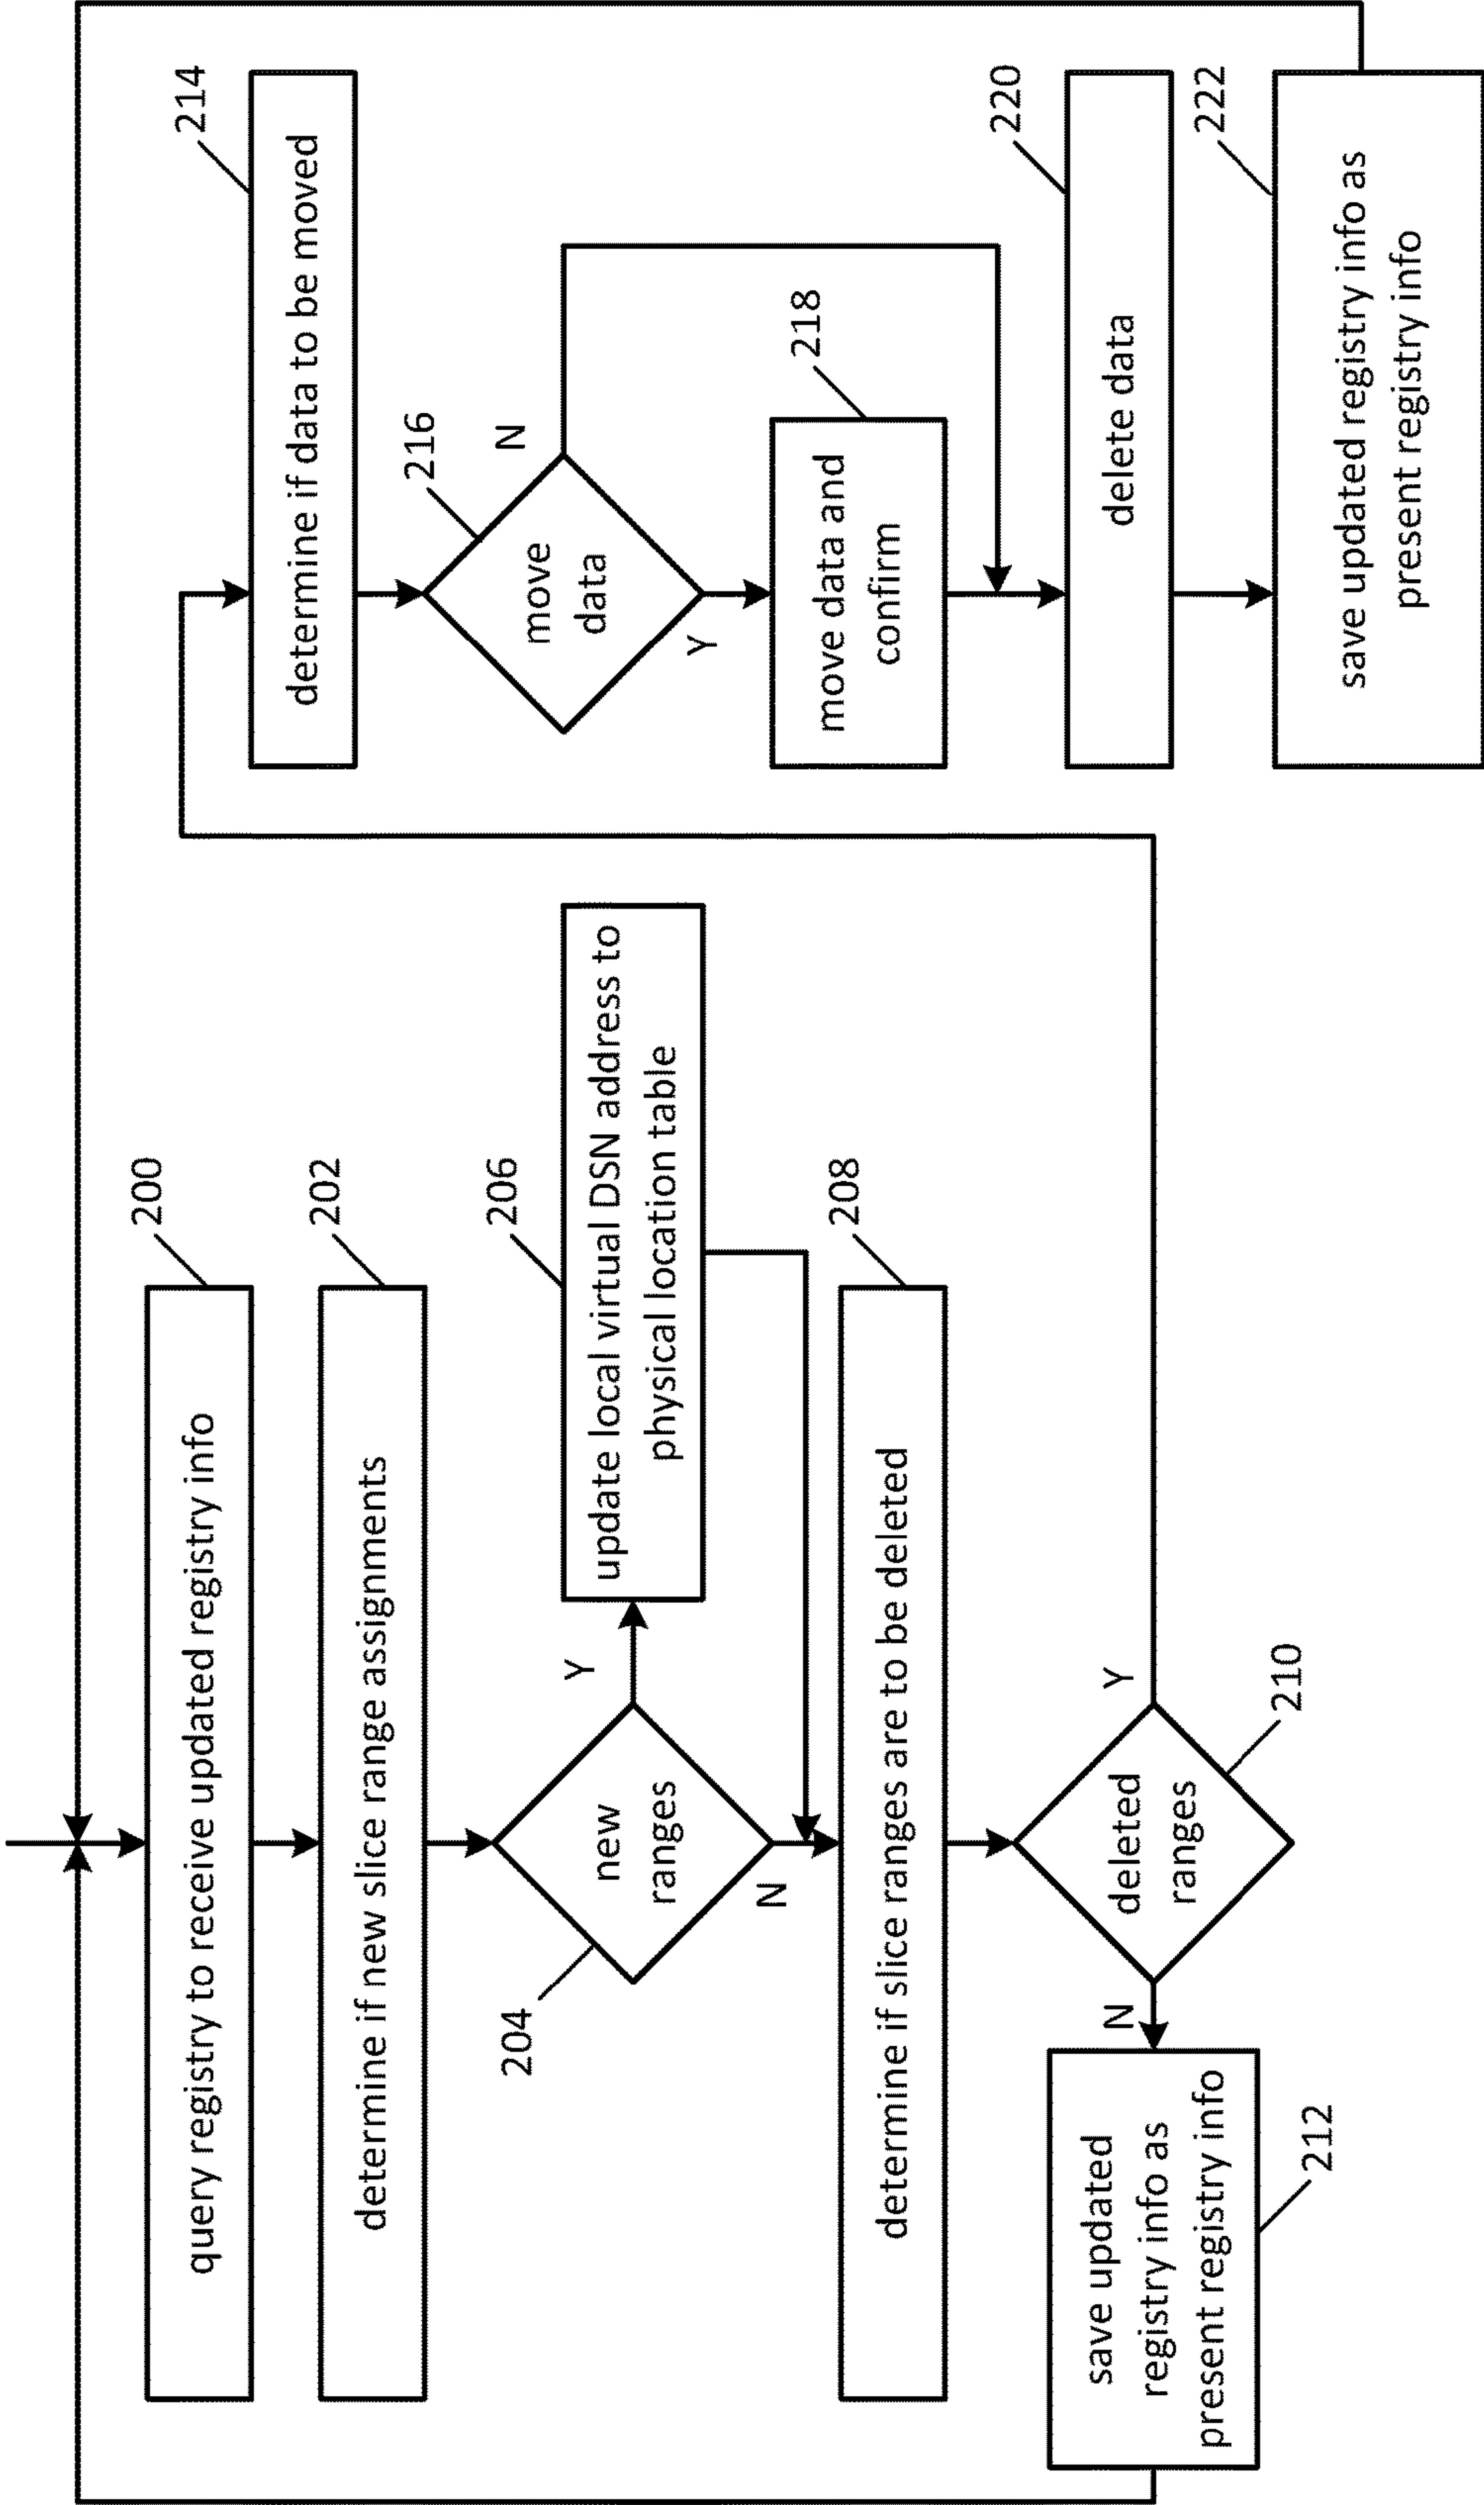 200
query registry to receive updated registry info
202
determine if new slice range assignments
204
new
ranges
Y
N
206
update local virtual DSN address to
physical location table
208
determine if slice ranges are to be deleted
210
deleted
ranges
Y
N
save updated
registry info as
present registry info
212
214
determine if data to be moved
216
move
data
N
Y
218
move data and
confirm
220
delete data
222
save updated registry info as
present registry info